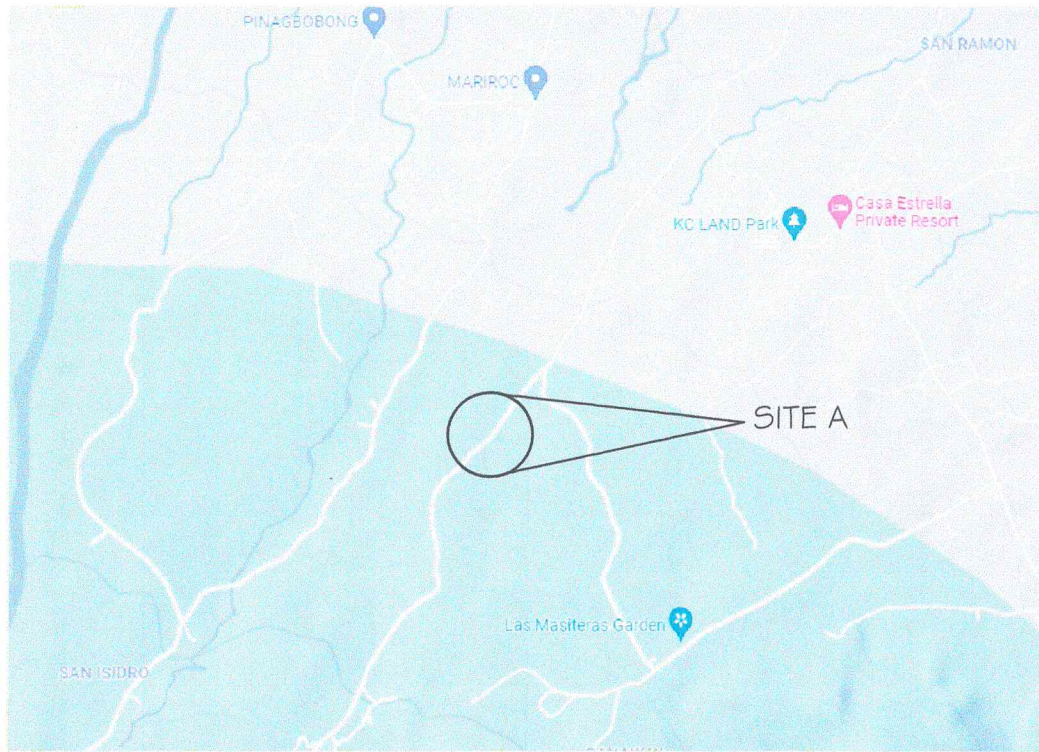 PINAGBOBONG
SAN RAMON
MARIROC
Casa Estrella
Private Resort
KC LAND Park
SITE A
Las Masiteras Garden
SAN ISIDRO